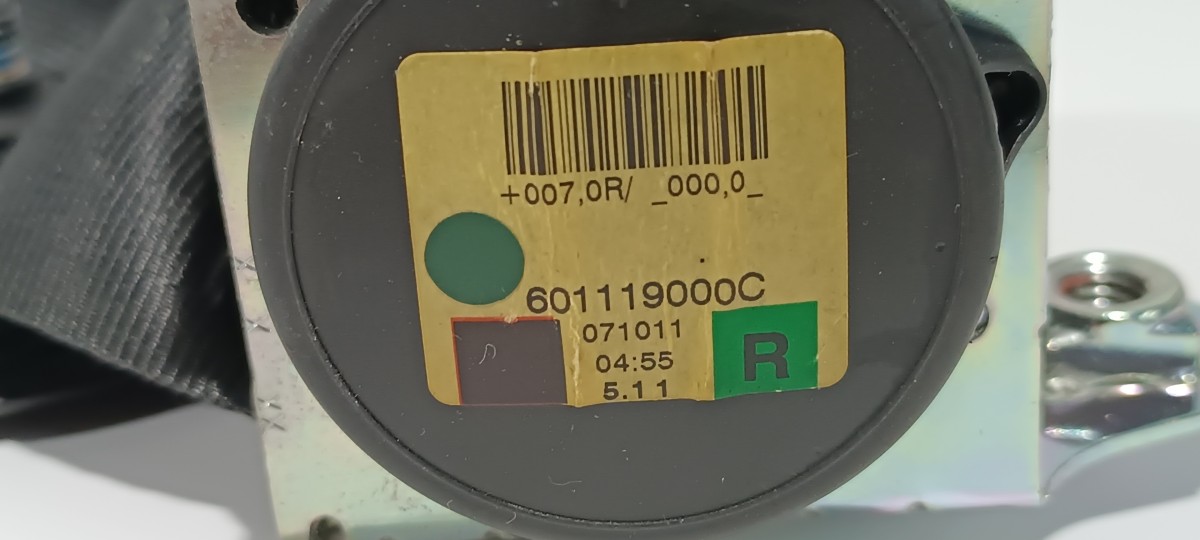 +007,0R/ _000,0_
601119000C
071011
04:55
5.11
R